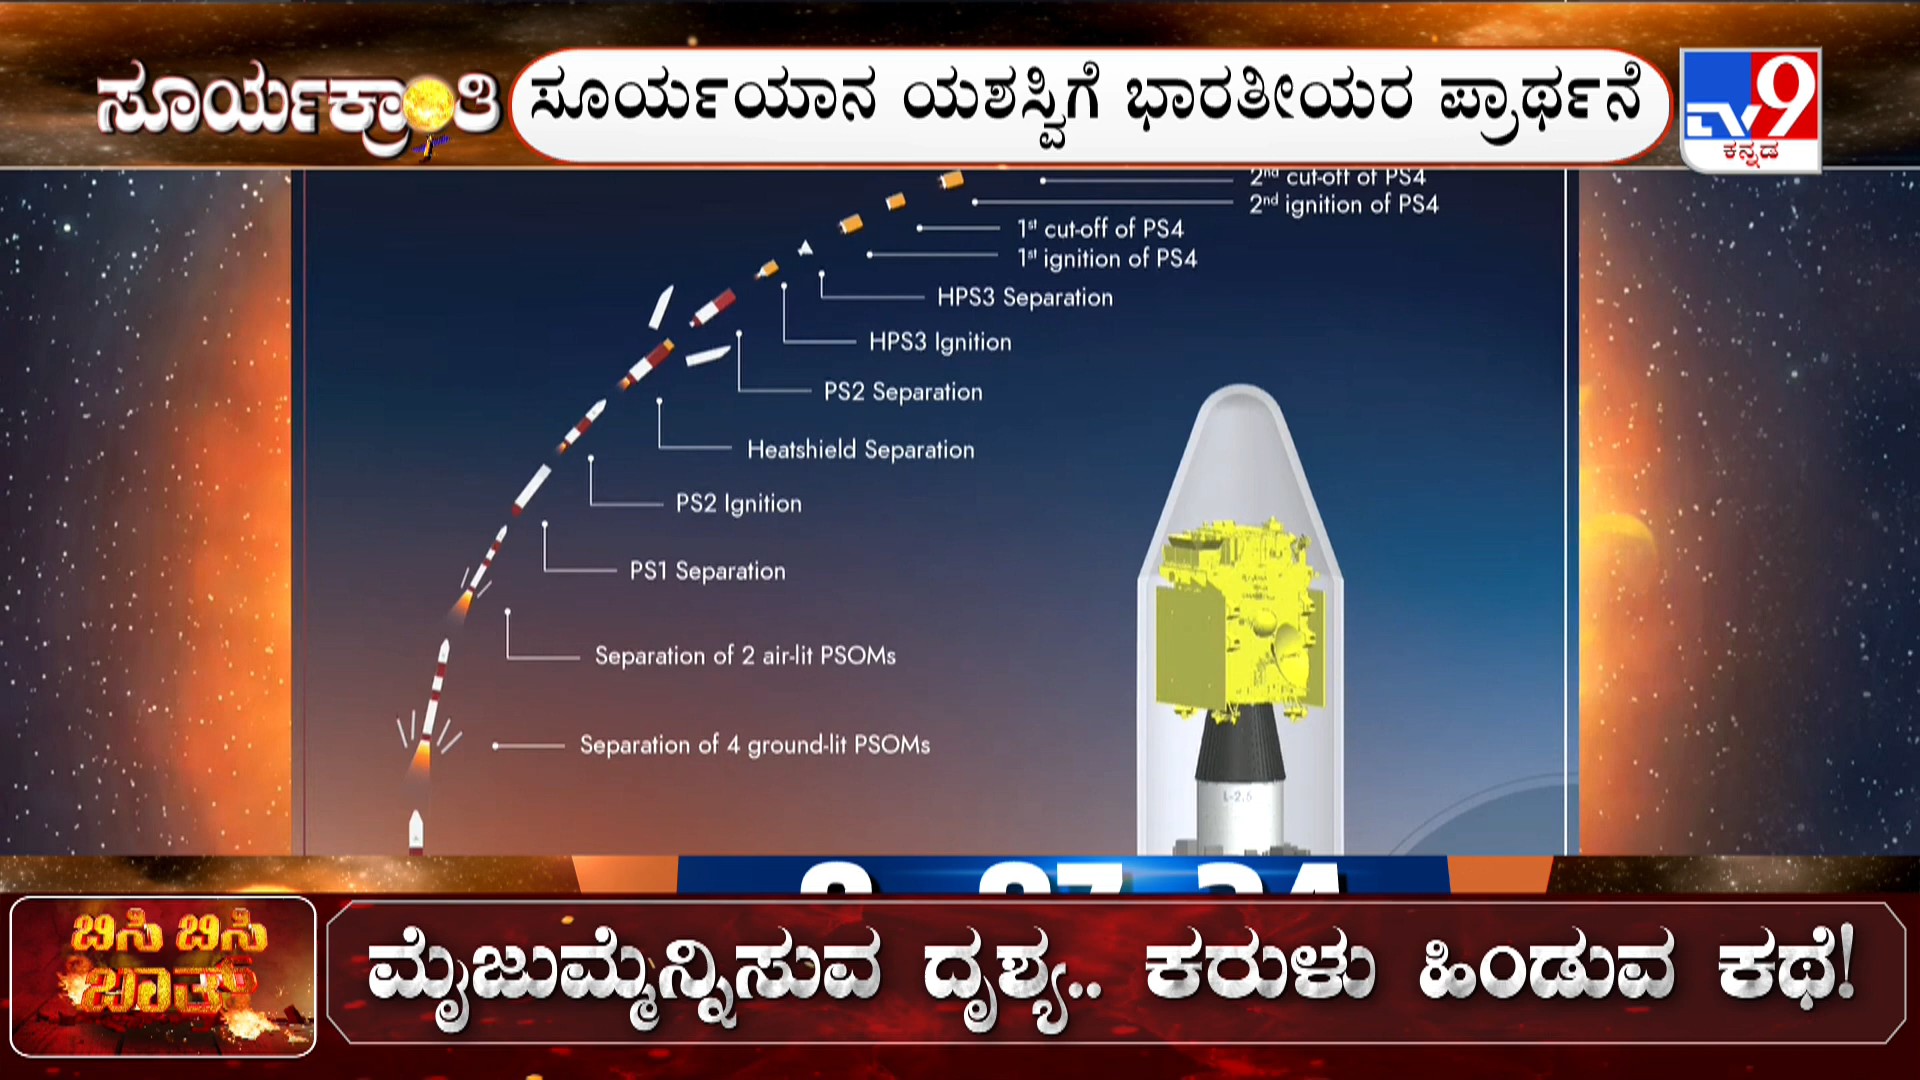 ಸೂರ್ಯಕ್ರಾಂತಿ
ಸೂರ್ಯಯಾನ ಯಶಸ್ವಿಗೆ ಭಾರತೀಯರ ಪ್ರಾರ್ಥನೆ
TV9
ಕನ್ನಡ
2nd cut-off of PS4
2nd ignition of PS4
1st cut-off of PS4
1st ignition of PS4
HPS3 Separation
HPS3 Ignition
PS2 Separation
Heatshield Separation
PS2 Ignition
PS1 Separation
Separation of 2 air-lit PSOMs
Separation of 4 ground-lit PSOMs
L-2.5
ಬಿಸಿ ಬಿಸಿ
ಬಾತ್
ಮೈಜುಮ್ಮೆನ್ನಿಸುವ ದೃಶ್ಯ.. ಕರುಳು ಹಿಂಡುವ ಕಥೆ!